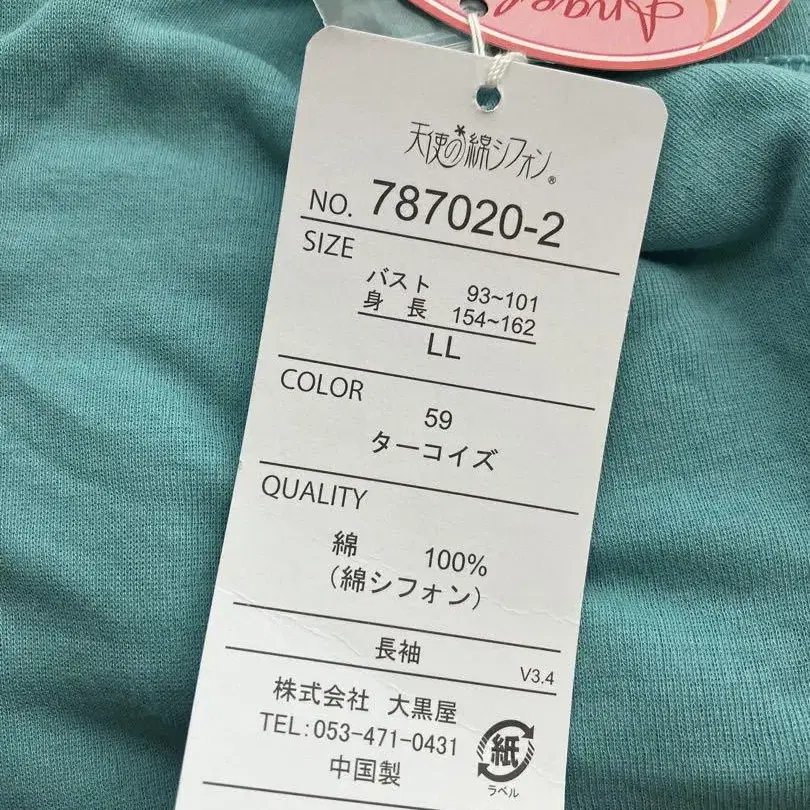 Angel
天使の綿シフォン®
NO. 787020-2
SIZE
バスト 93~101
身長 154~162
LL
COLOR
59
ターコイズ
QUALITY
綿 100%
(綿シフォン)
長袖
V3.4
株式会社 大黒屋
TEL:053-471-0431
中国製
紙
ラベル